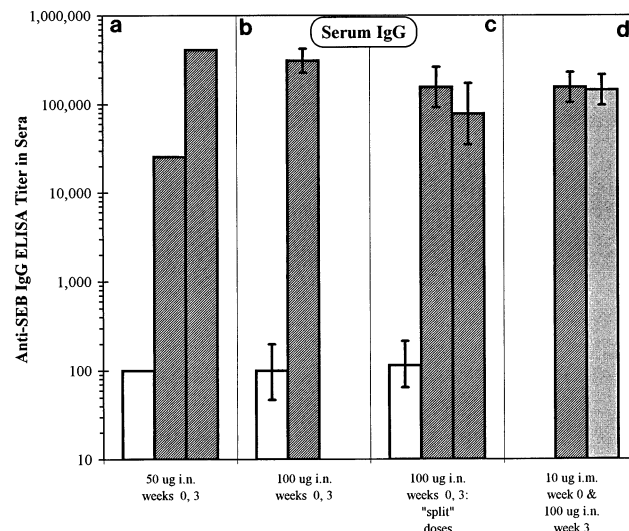 a b Serum IgG c d
Anti-SEB IgG ELISA Titer in Sera
1,000,000
100,000
10,000
1,000
100
10
50 ug i.n.
weeks 0, 3
100 ug i.n.
weeks 0, 3
100 ug i.n.
weeks 0, 3:
"split"
doses
10 ug i.m.
week 0 &
100 ug i.n.
week 3